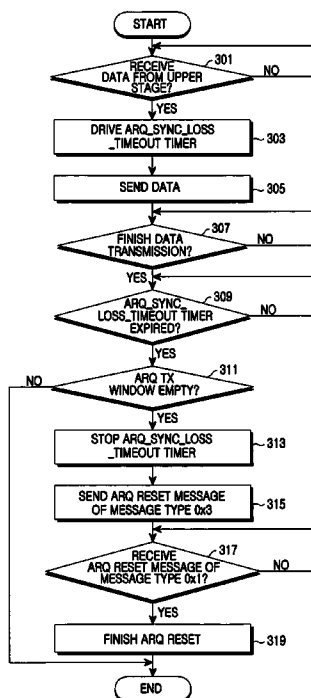 START
RECEIVE
DATA FROM UPPER
STAGE?
301
NO
YES
DRIVE ARQ_SYNC_LOSS
_TIMEOUT TIMER
303
SEND DATA
305
FINISH DATA
TRANSMISSION?
307
NO
YES
ARQ_SYNC_
LOSS_TIMEOUT TIMER
EXPIRED?
309
NO
YES
NO
ARQ TX
WINDOW EMPTY?
311
YES
STOP ARQ_SYNC_LOSS
_TIMEOUT TIMER
313
SEND ARQ RESET MESSAGE
OF MESSAGE TYPE 0x3
315
RECEIVE
ARQ RESET MESSAGE OF
MESSAGE TYPE 0x1?
317
NO
YES
FINISH ARQ RESET
319
END